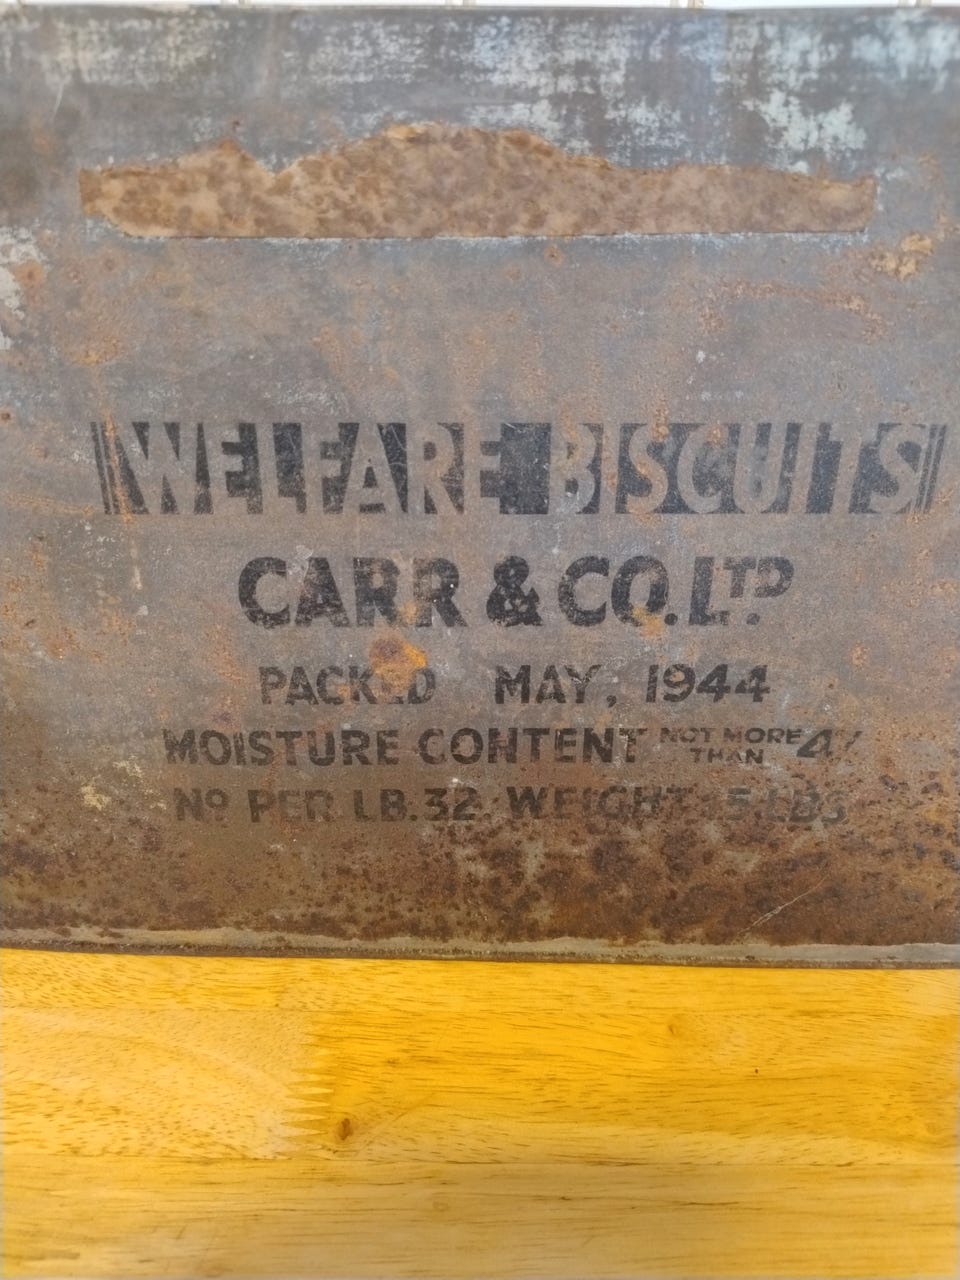 WELFARE BISCUITS
CARR & CO. LTD.
PACKED MAY, 1944
MOISTURE CONTENT NOT MORE THAN 4%
No PER LB. 32. WEIGHT 5 LBS